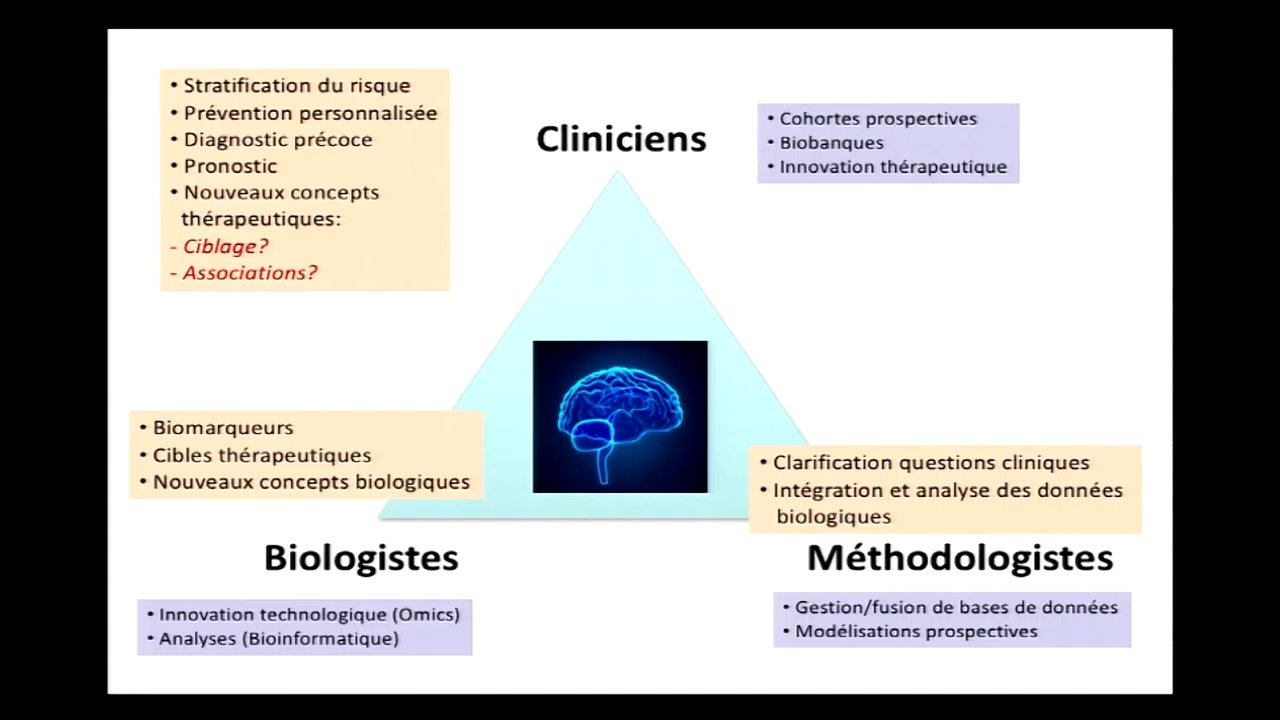 • Stratification du risque
• Prévention personnalisée
• Diagnostic précoce
• Pronostic
• Nouveaux concepts
thérapeutiques:
- Ciblage?
- Associations?
Cliniciens
• Cohortes prospectives
• Biobanques
• Innovation thérapeutique
• Biomarqueurs
• Cibles thérapeutiques
• Nouveaux concepts biologiques
• Clarification questions cliniques
• Intégration et analyse des données
biologiques
Biologistes
Méthodologistes
• Innovation technologique (Omics)
• Analyses (Bioinformatique)
• Gestion/fusion de bases de données
• Modélisations prospectives